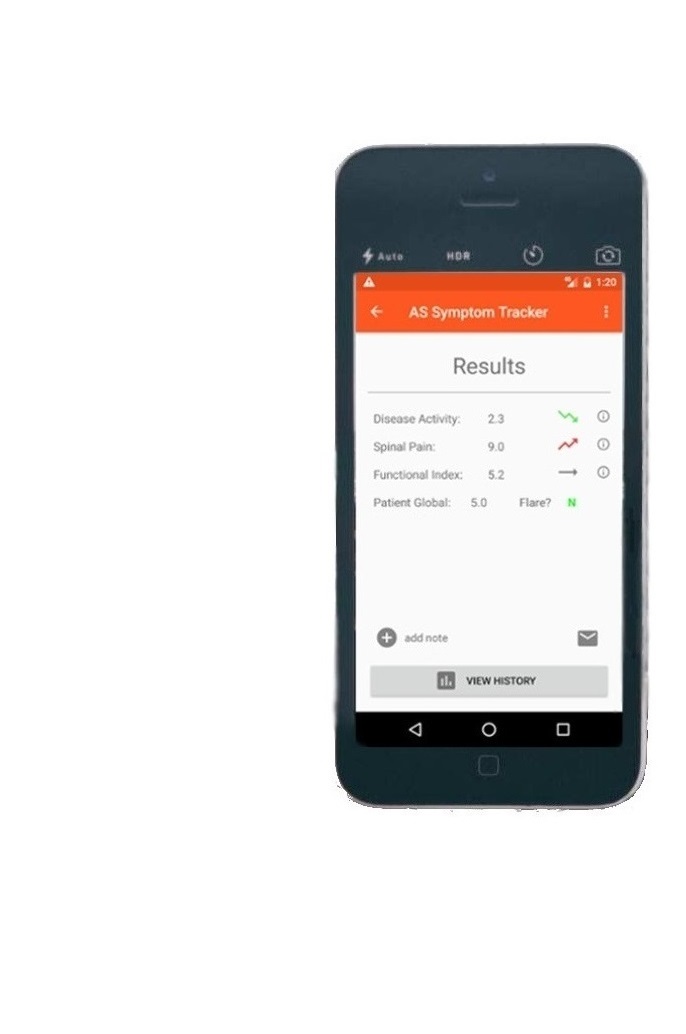 Auto HDR
1:20
AS Symptom Tracker
Results
Disease Activity: 2.3
Spinal Pain: 9.0
Functional Index: 5.2
Patient Global: 5.0 Flare? N
add note
VIEW HISTORY